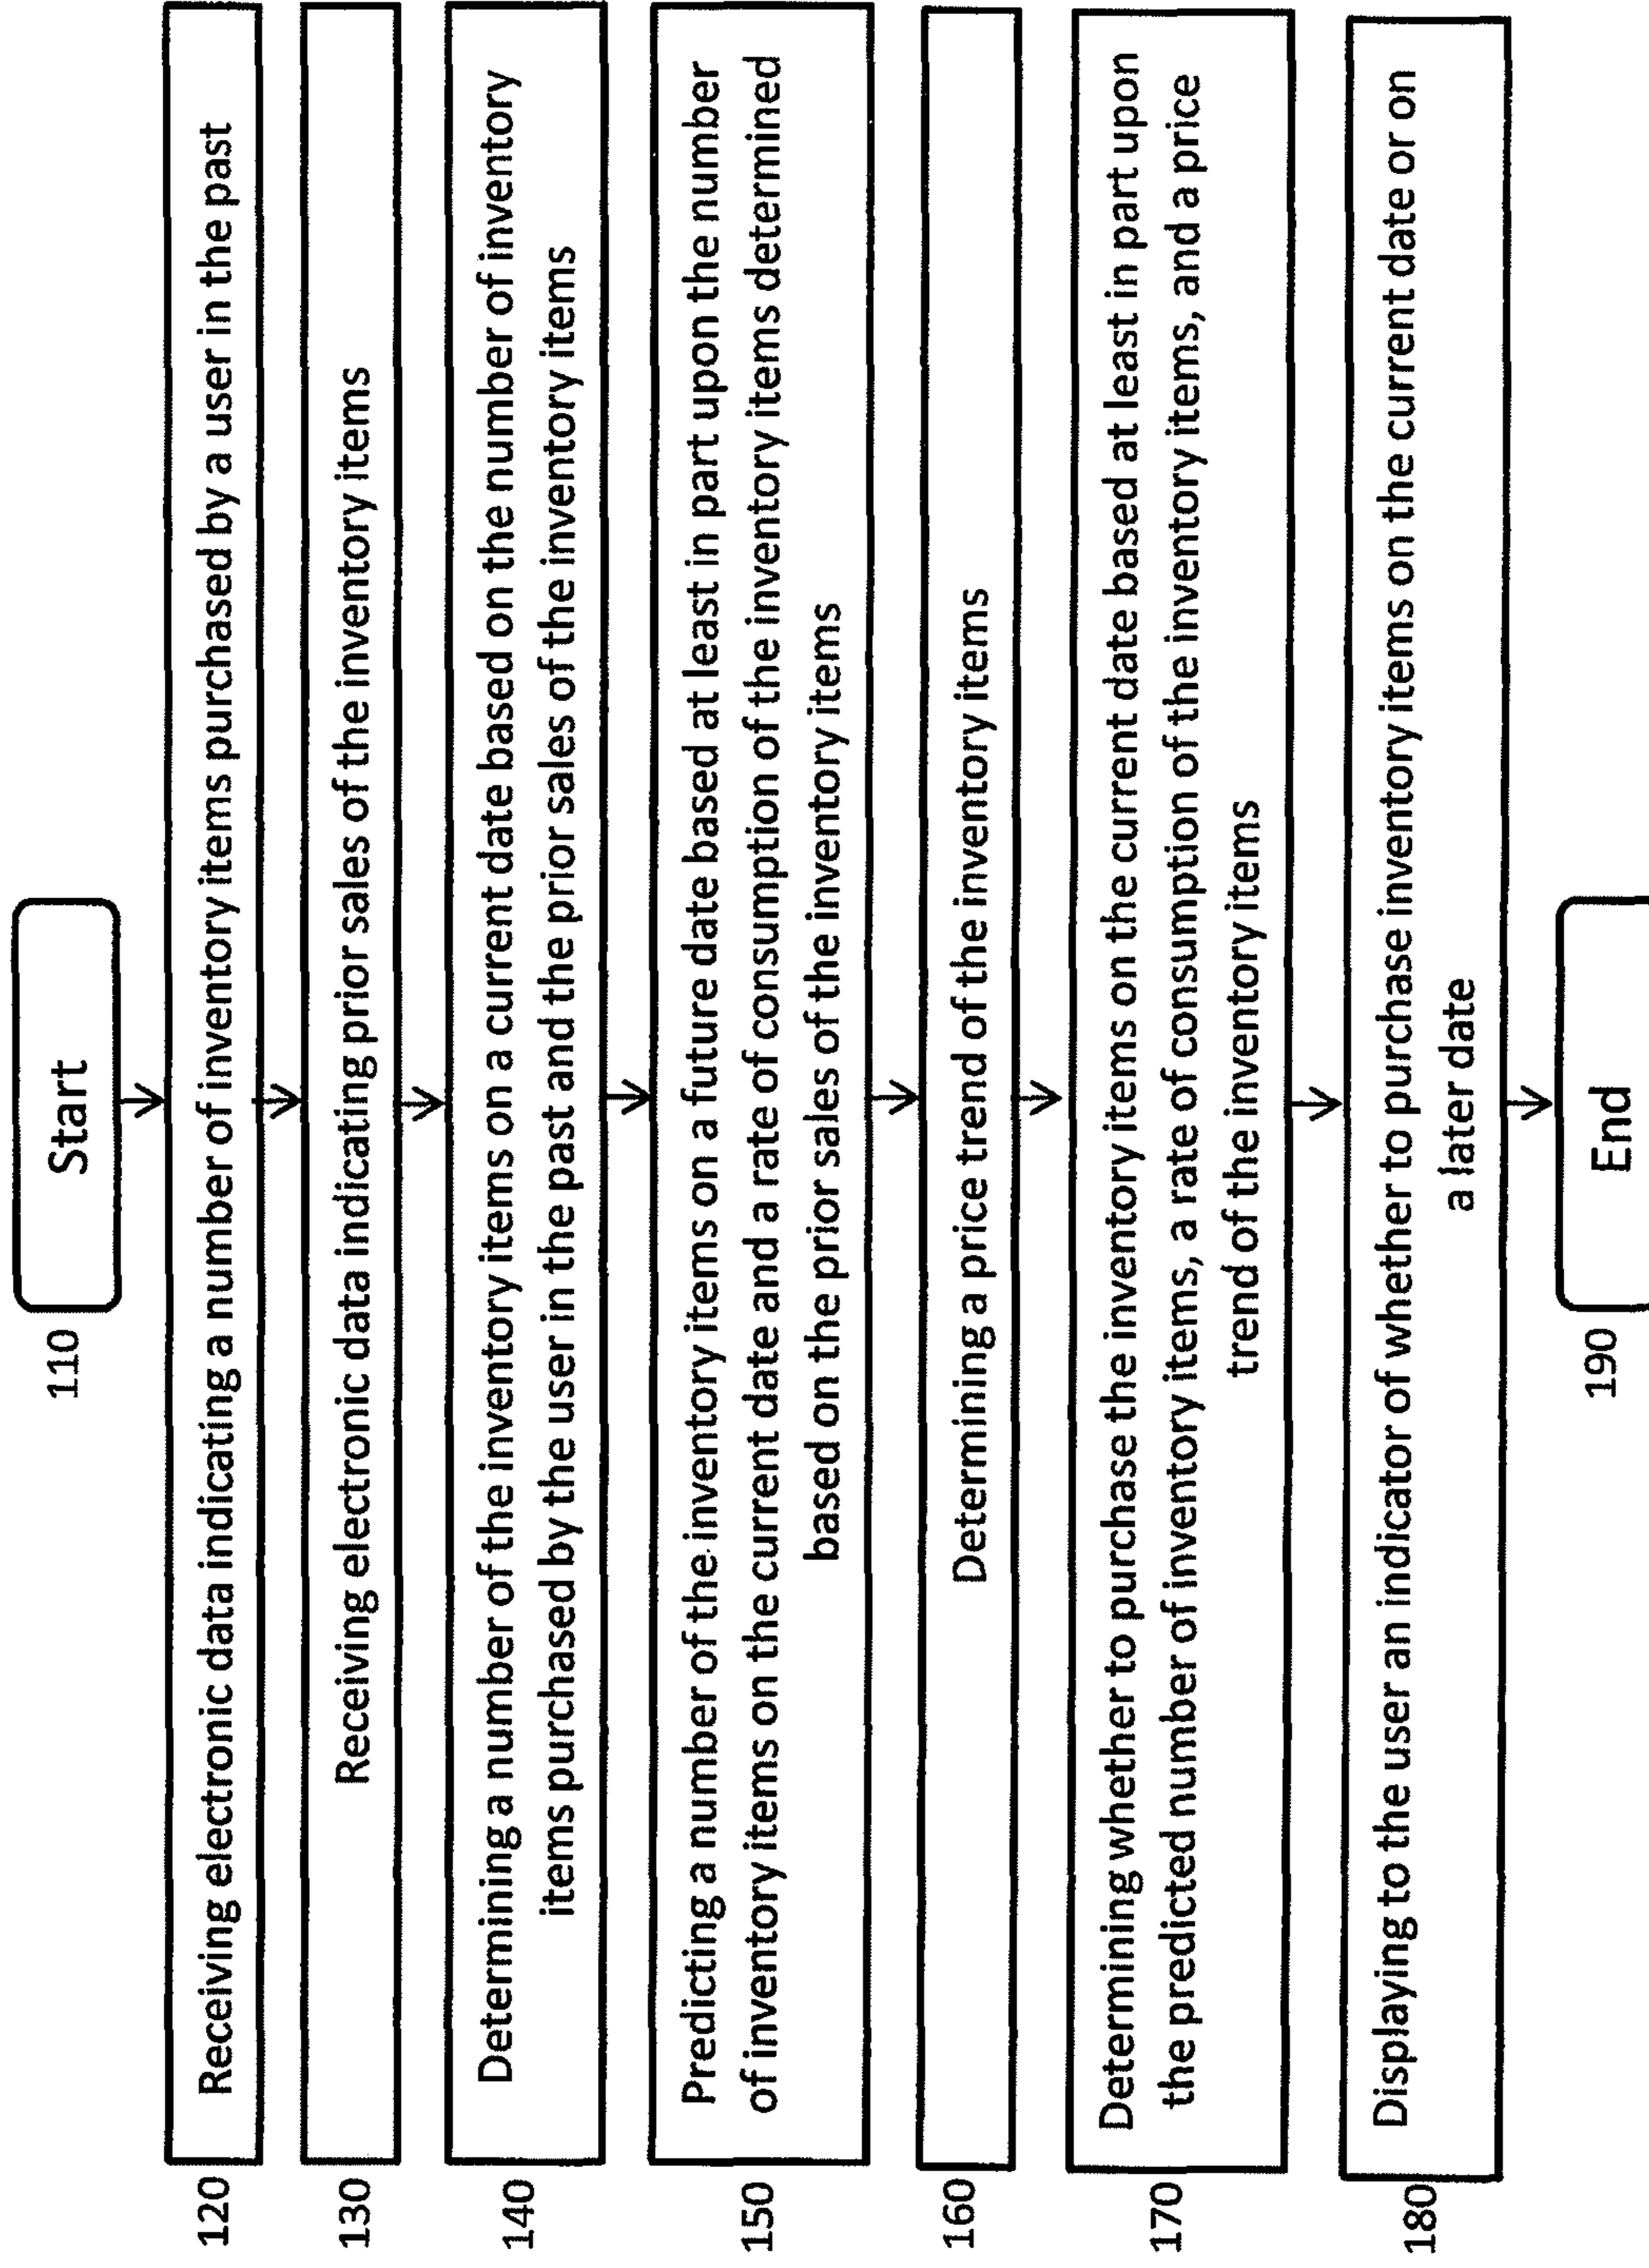 110
Start
120
Receiving electronic data indicating a number of inventory items purchased by a user in the past
130
Receiving electronic data indicating prior sales of the inventory items
140
Determining a number of the inventory items on a current date based on the number of inventory
items purchased by the user in the past and the prior sales of the inventory items
150
Predicting a number of the inventory items on a future date based at least in part upon the number
of inventory items on the current date and a rate of consumption of the inventory items determined
based on the prior sales of the inventory items
160
Determining a price trend of the inventory items
170
Determining whether to purchase the inventory items on the current date based at least in part upon
the predicted number of inventory items, a rate of consumption of the inventory items, and a price
trend of the inventory items
180
Displaying to the user an indicator of whether to purchase inventory items on the current date or on
a later date
190
End